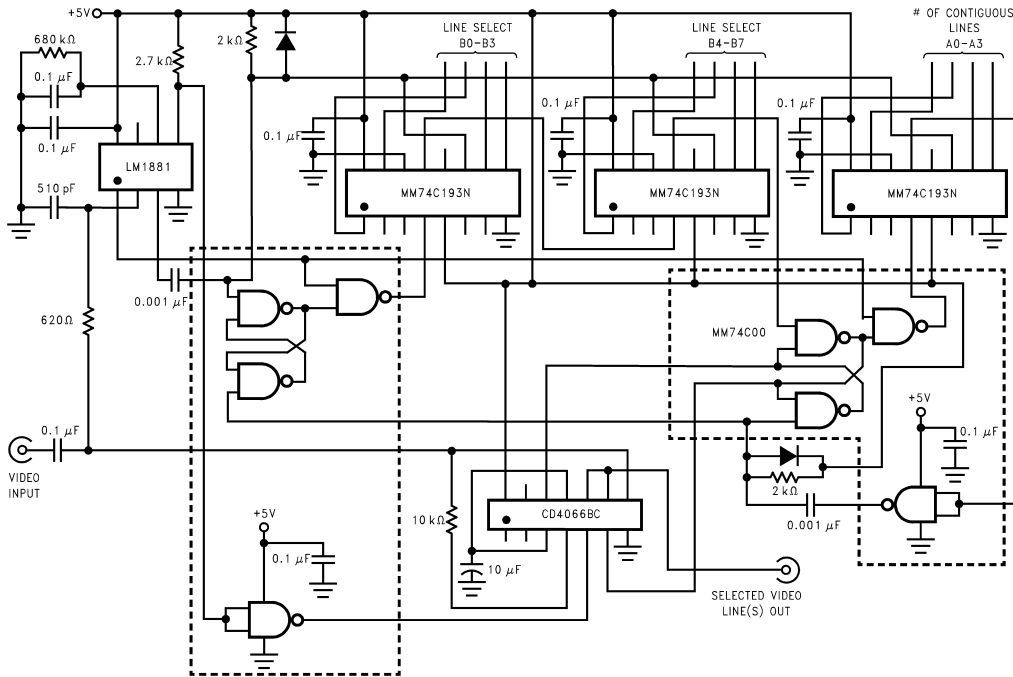 +5V
680 kΩ
0.1 µF
0.1 µF
2.7 kΩ
2 kΩ
LINE SELECT
B0–B3
LINE SELECT
B4–B7
# OF CONTIGUOUS
LINES
A0–A3
0.1 µF
0.1 µF
0.1 µF
LM1881
510 pF
MM74C193N
MM74C193N
MM74C193N
0.001 µF
620Ω
MM74C00
+5V
0.1 µF
0.1 µF
VIDEO
INPUT
2 kΩ
0.001 µF
10 kΩ
CD4066BC
+5V
0.1 µF
10 µF
SELECTED VIDEO
LINE(S) OUT